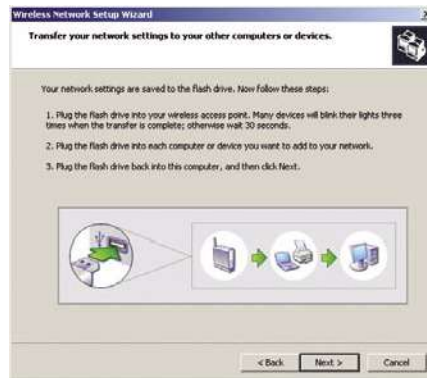 Wireless Network Setup Wizard
Transfer your network settings to your other computers or devices.
Your network settings are saved to the flash drive. Now follow these steps:
1. Plug the flash drive into your wireless access point. Many devices will blink their lights three
times when the transfer is complete; otherwise wait 30 seconds.
2. Plug the flash drive into each computer or device you want to add to your network.
3. Plug the flash drive back into this computer, and then click Next.
< Back
Next >
Cancel